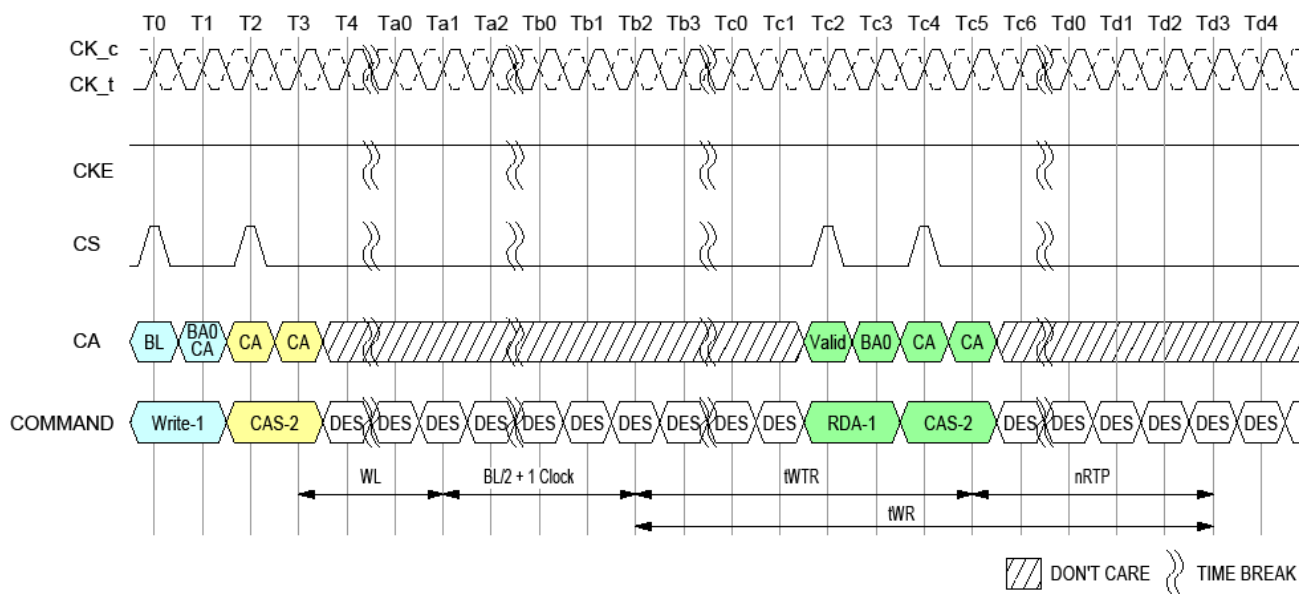 T0 T1 T2 T3 T4 Ta0 Ta1 Ta2 Tb0 Tb1 Tb2 Tb3 Tc0 Tc1 Tc2 Tc3 Tc4 Tc5 Tc6 Td0 Td1 Td2 Td3 Td4
CK_c
CK_t
CKE
CS
CA BL BA0 CA CA CA Valid BA0 CA CA
COMMAND Write-1 CAS-2 DES DES DES DES DES DES DES DES DES DES RDA-1 CAS-2 DES DES DES DES DES DES
WL BL/2 + 1 Clock tWTR nRTP
tWR
DON'T CARE TIME BREAK